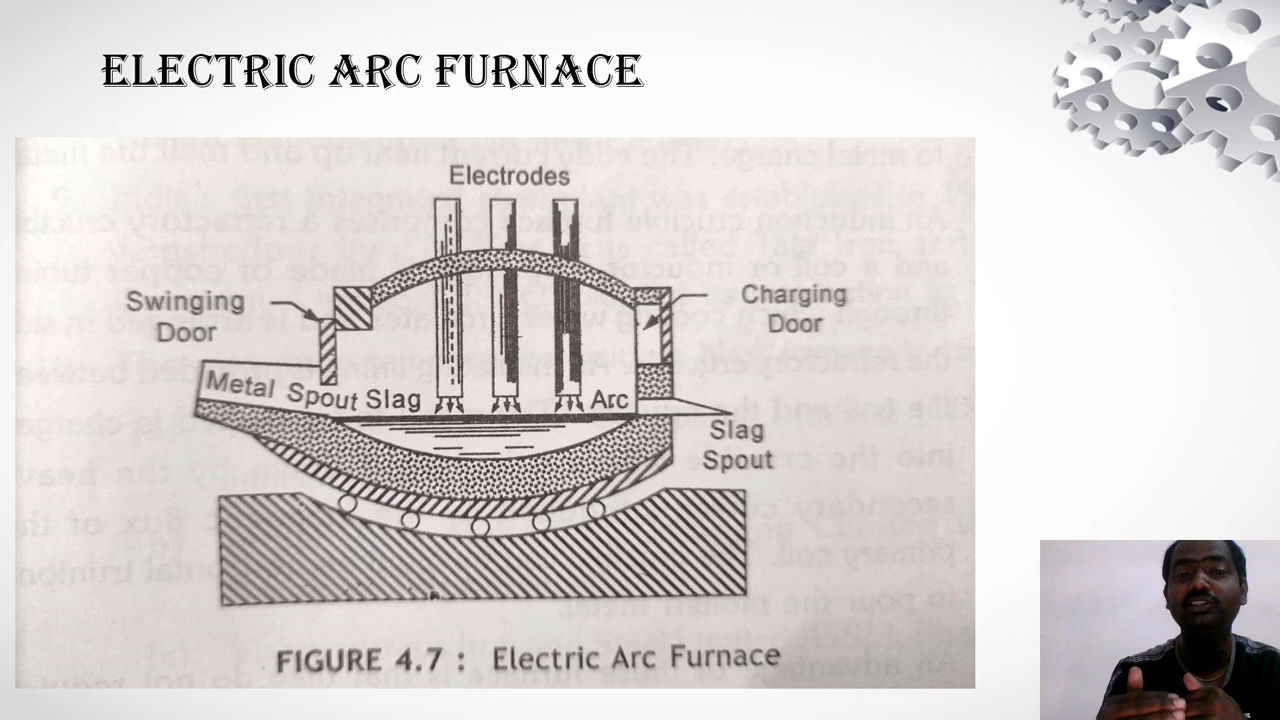 ELECTRIC ARC FURNACE
Electrodes
Swinging
Door
Charging
Door
Metal Spout Slag
Arc
Slag
Spout
FIGURE 4.7 : Electric Arc Furnace